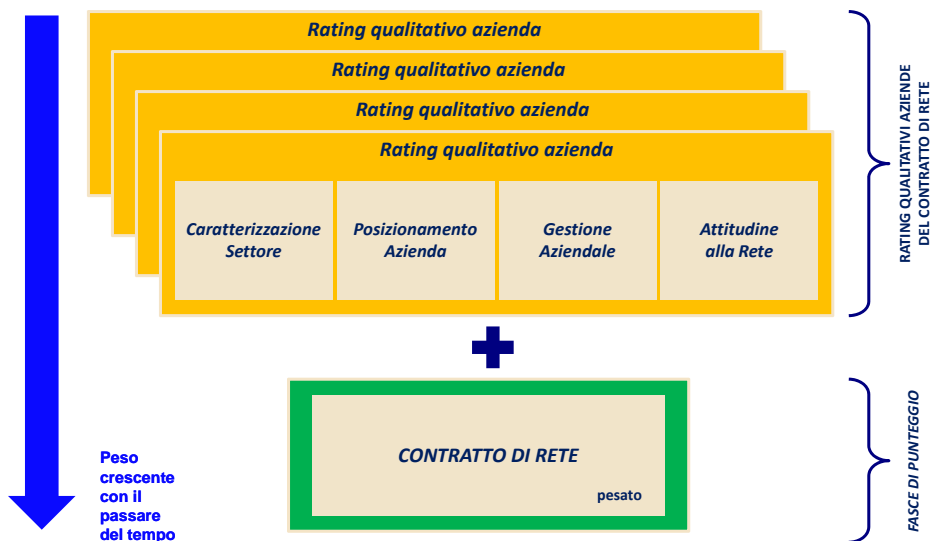 Rating qualitativo azienda
Rating qualitativo azienda
Rating qualitativo azienda
Rating qualitativo azienda
Caratterizzazione
Settore
Posizionamento
Azienda
Gestione
Aziendale
Attitudine
alla Rete
RATING QUALITATIVI AZIENDE
DEL CONTRATTO DI RETE
CONTRATTO DI RETE
pesato
FASCE DI PUNTEGGIO
Peso
crescente
con il
passare
del tempo